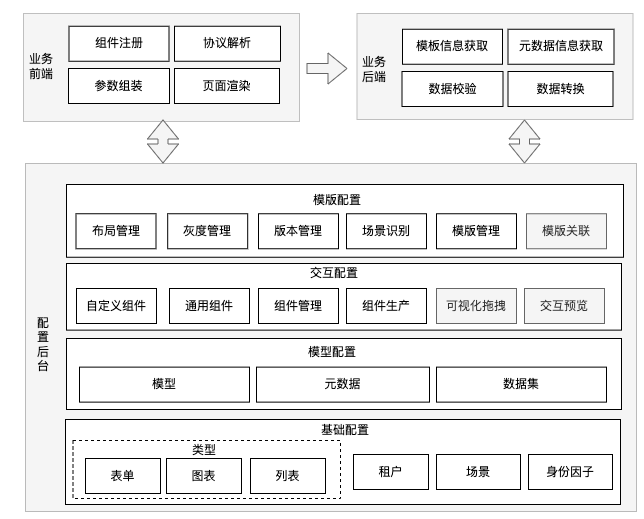 业务
前端
组件注册
协议解析
参数组装
页面渲染
业务
后端
模板信息获取
元数据信息获取
数据校验
数据转换
配
置
后
台
模版配置
布局管理
灰度管理
版本管理
场景识别
模版管理
模版关联
交互配置
自定义组件
通用组件
组件管理
组件生产
可视化拖拽
交互预览
模型配置
模型
元数据
数据集
基础配置
类型
表单
图表
列表
租户
场景
身份因子